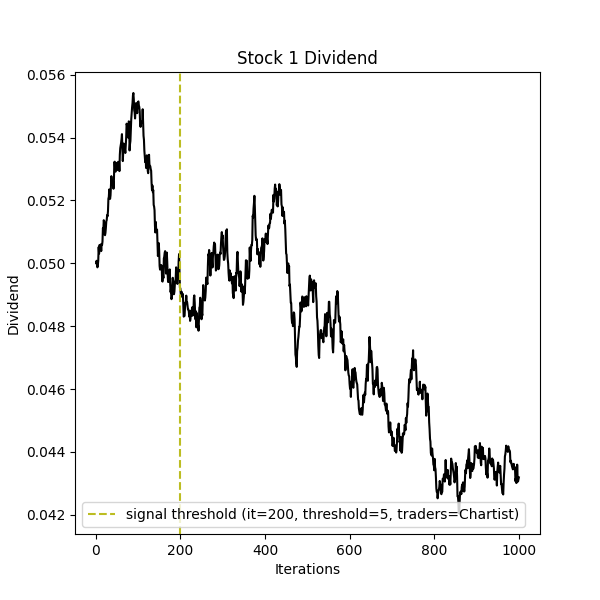 Stock 1 Dividend
0.056
0.054
0.052
0.050
0.048
0.046
0.044
0.042
Dividend
signal threshold (it=200, threshold=5, traders=Chartist)
0 200 400 600 800 1000
Iterations